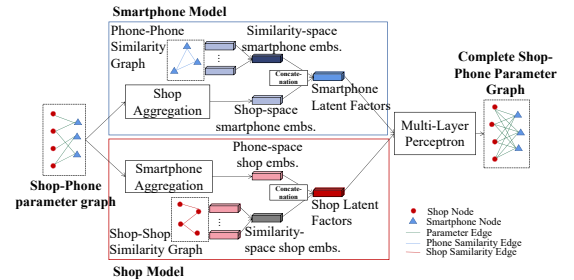 Smartphone Model
Phone-Phone
Similarity
Graph
Similarity-space
smartphone embs.
Concate-
nation
Smartphone
Latent Factors
Shop
Aggregation
Shop-space
smartphone embs.
Complete Shop-
Phone Parameter
Graph
Multi-Layer
Perceptron
Shop-Phone
parameter graph
Phone-space
shop embs.
Smartphone
Aggregation
Concate-
nation
Shop Latent
Factors
Shop-Shop
Similarity Graph
Similarity-
space shop embs.
Shop Model
Shop Node
Smartphone Node
Parameter Edge
Phone Samilarity Edge
Shop Samilarity Edge